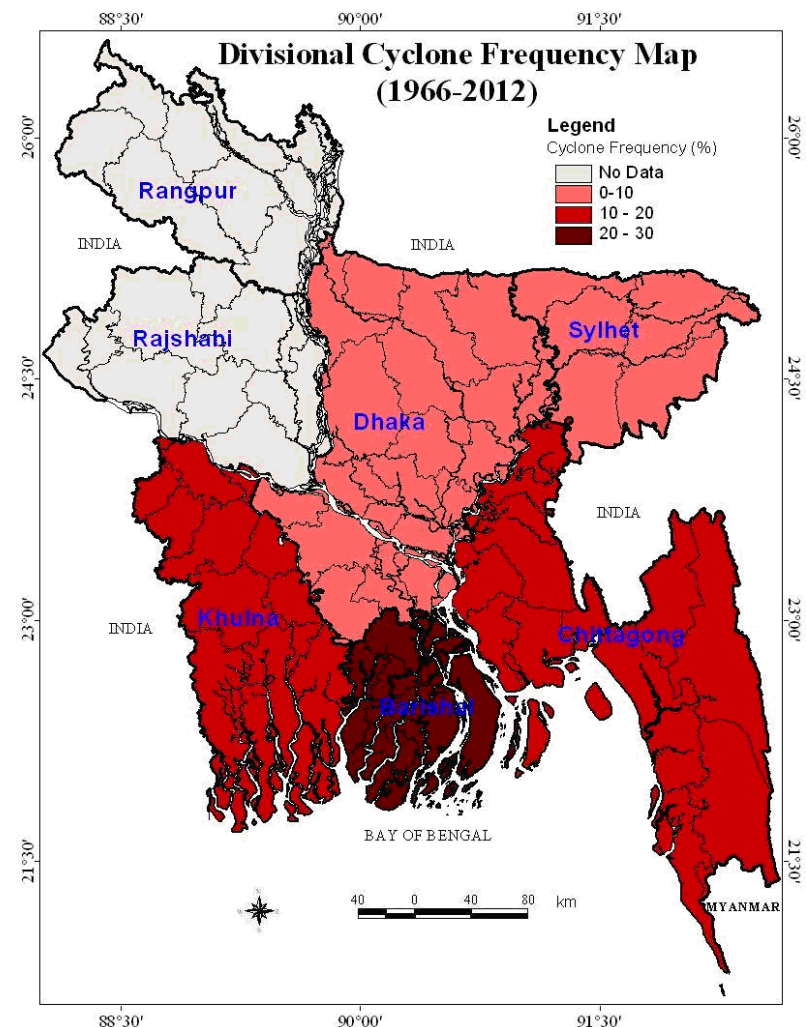 88°30' 90°00' 91°30'
Divisional Cyclone Frequency Map
(1966-2012)
Legend
Cyclone Frequency (%)
No Data
0-10
10 - 20
20 - 30
26°00' 26°00'
Rangpur
INDIA INDIA
Rajshahi Sylhet
24°30' 24°30'
Dhaka
INDIA
23°00' 23°00'
INDIA Khulna Chittagong
Barishal
BAY OF BENGAL
21°30' 21°30'
40 0 40 80 km
MYANMAR
88°30' 90°00' 91°30'